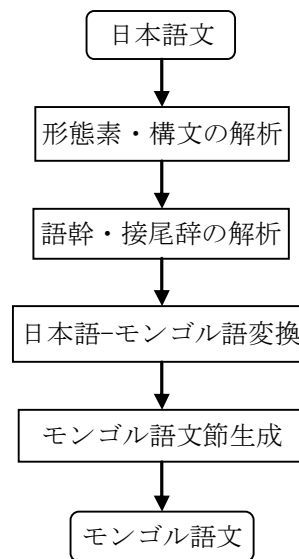 日本語文
形態素・構文の解析
語幹・接尾辞の解析
日本語−モンゴル語変換
モンゴル語文節生成
モンゴル語文